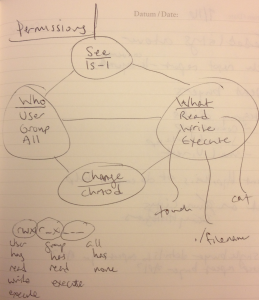 Datum / Date:
Permissions
See
ls -l
Who
User
Group
All
What
Read
Write
Execute
Change
chmod
touch
./filename
cat
rwxr_x___
user group all
has has has
read read none
write execute
execute